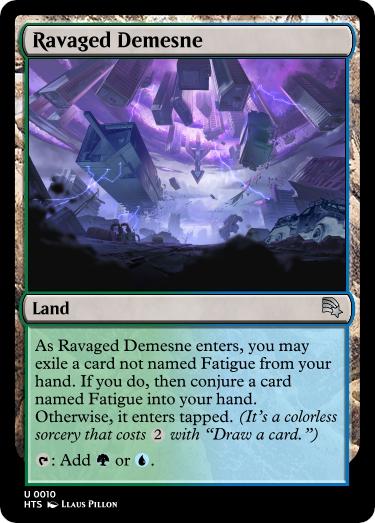 Ravaged Demesne
Land
As Ravaged Demesne enters, you may
exile a card not named Fatigue from your
hand. If you do, then conjure a card
named Fatigue into your hand.
Otherwise, it enters tapped. (It's a colorless
sorcery that costs 2 with “Draw a card.”)
: Add or .
U 0010
HTS Llaus Pillon